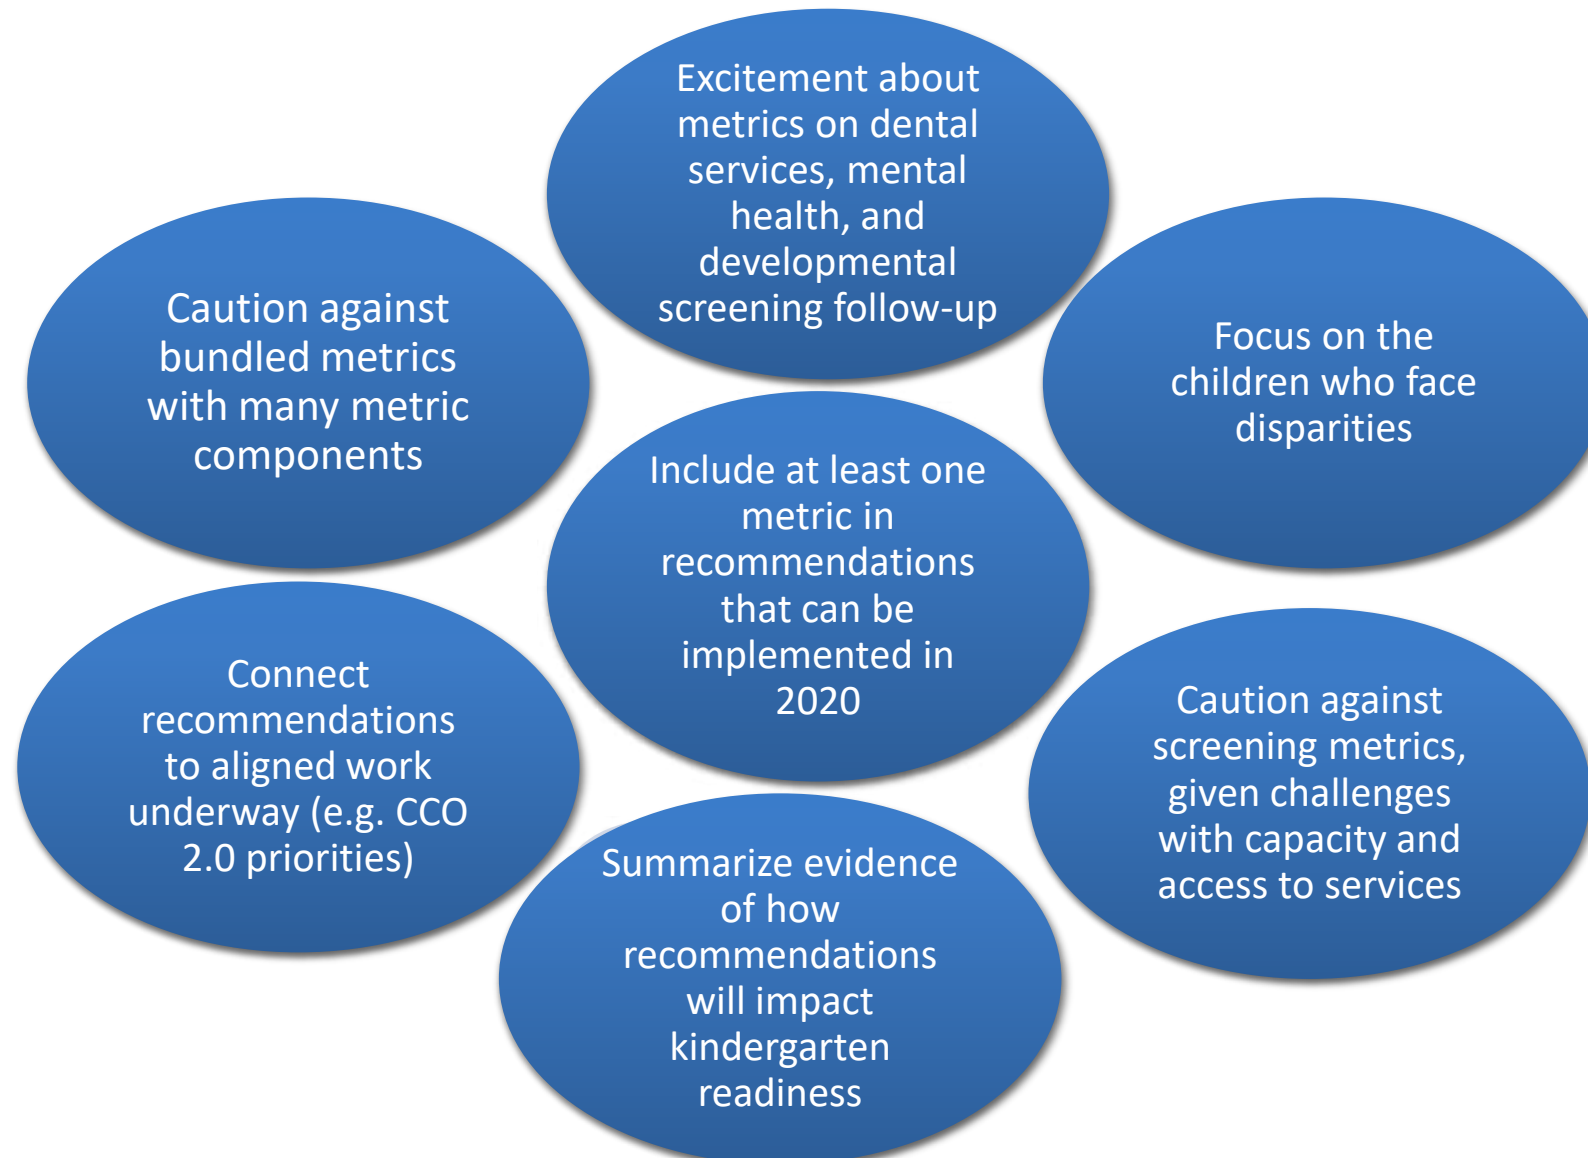 Excitement about
metrics on dental
services, mental
health, and
developmental
screening follow-up
Caution against
bundled metrics
with many metric
components
Focus on the
children who face
disparities
Include at least one
metric in
recommendations
that can be
implemented in
2020
Connect
recommendations
to aligned work
underway (e.g. CCO
2.0 priorities)
Caution against
screening metrics,
given challenges
with capacity and
access to services
Summarize evidence
of how
recommendations
will impact
kindergarten
readiness